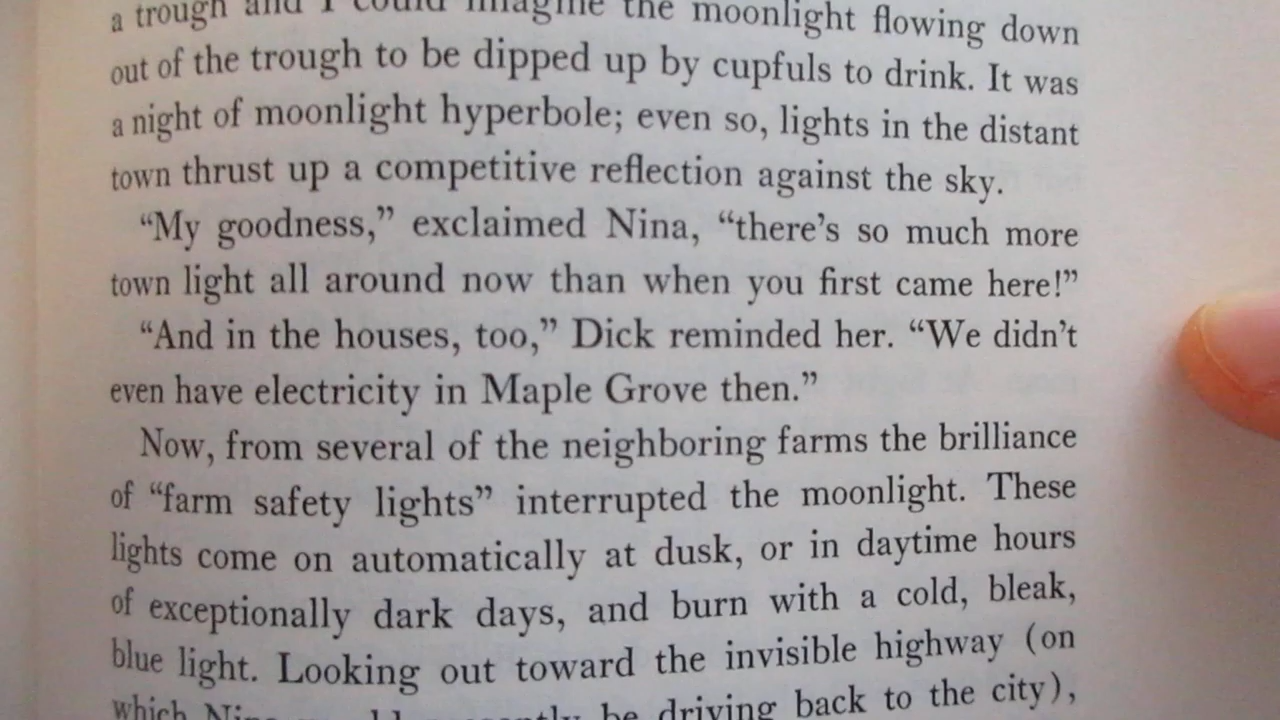 a trough and I could imagine the moonlight flowing down
out of the trough to be dipped up by cupfuls to drink. It was
a night of moonlight hyperbole; even so, lights in the distant
town thrust up a competitive reflection against the sky.
“My goodness,” exclaimed Nina, “there’s so much more
town light all around now than when you first came here!”
“And in the houses, too,” Dick reminded her. “We didn’t
even have electricity in Maple Grove then.”
Now, from several of the neighboring farms the brilliance
of “farm safety lights” interrupted the moonlight. These
lights come on automatically at dusk, or in daytime hours
of exceptionally dark days, and burn with a cold, bleak,
blue light. Looking out toward the invisible highway (on
which Nina be driving back to the city),